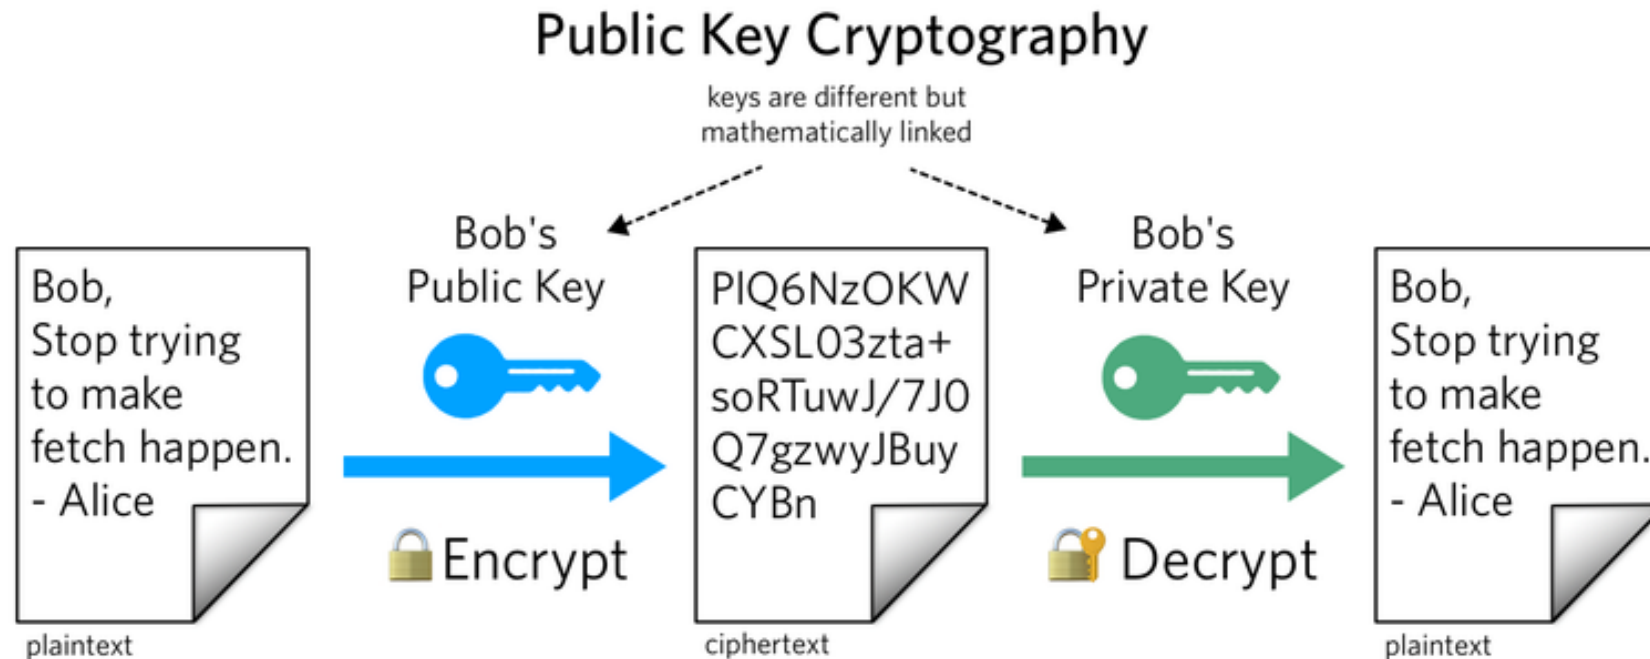 Public Key Cryptography
keys are different but
mathematically linked
Bob,
Stop trying
to make
fetch happen.
- Alice
plaintext
Bob's
Public Key
Encrypt
PlQ6NzOKW
CXSL03zta+
soRTuwJ/7J0
Q7gzwyJBuy
CYBn
ciphertext
Bob's
Private Key
Decrypt
Bob,
Stop trying
to make
fetch happen.
- Alice
plaintext